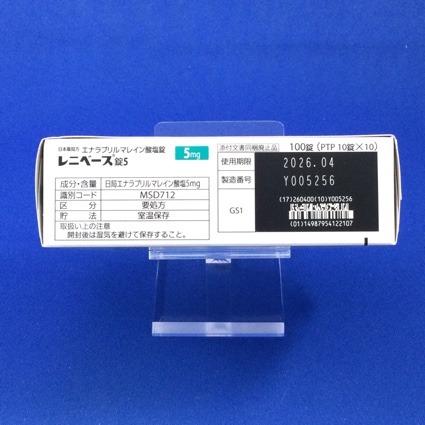 日本薬局方 エナラプリルマレイン酸塩錠
レニベース®錠5 5mg
成分・含量 日局エナラプリルマレイン酸塩5mg
識別コード MSD712
区分 要処方
貯法 室温保存
取扱い上の注意
開封後は湿気を避けて保存すること。
添付文書同梱廃止品 100錠 (PTP 10錠×10)
使用期限 2026.04
製造番号 Y005256
GS1
(17)260400(10)Y005256
(01)14987954122107